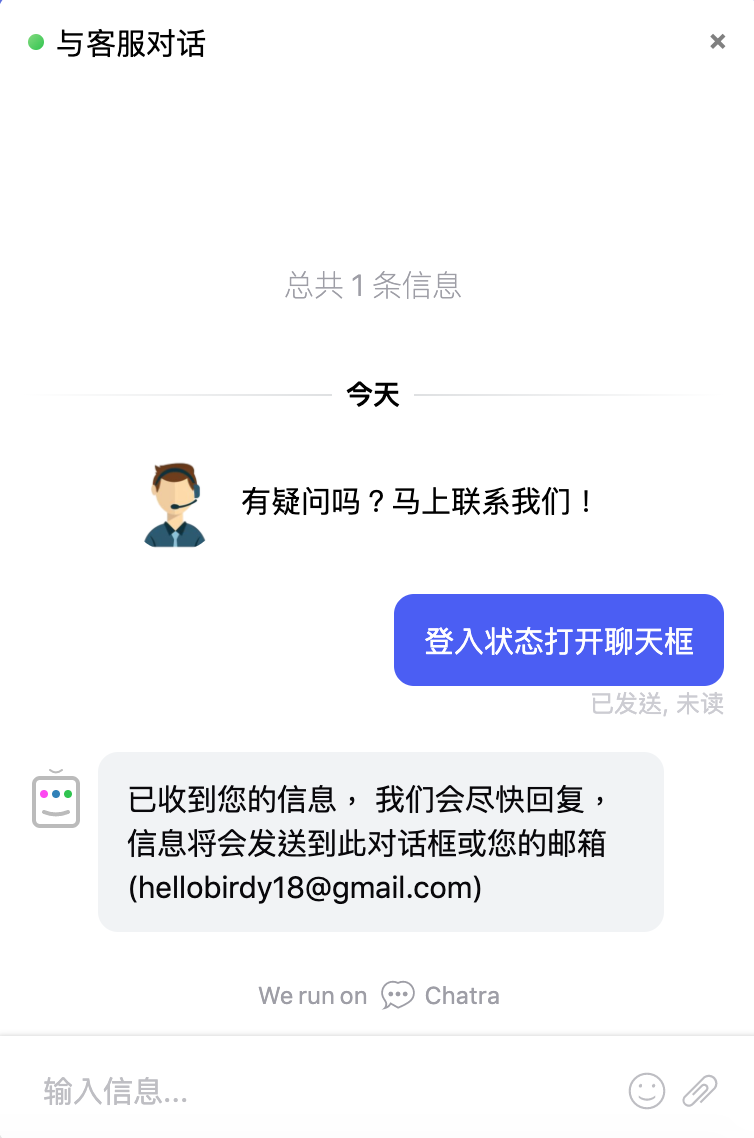 与客服对话
总共 1 条信息
今天
有疑问吗？马上联系我们！
登入状态打开聊天框
已发送, 未读
已收到您的信息， 我们会尽快回复，
信息将会发送到此对话框或您的邮箱
(hellobirdy18@gmail.com)
We run on Chatra
输入信息...